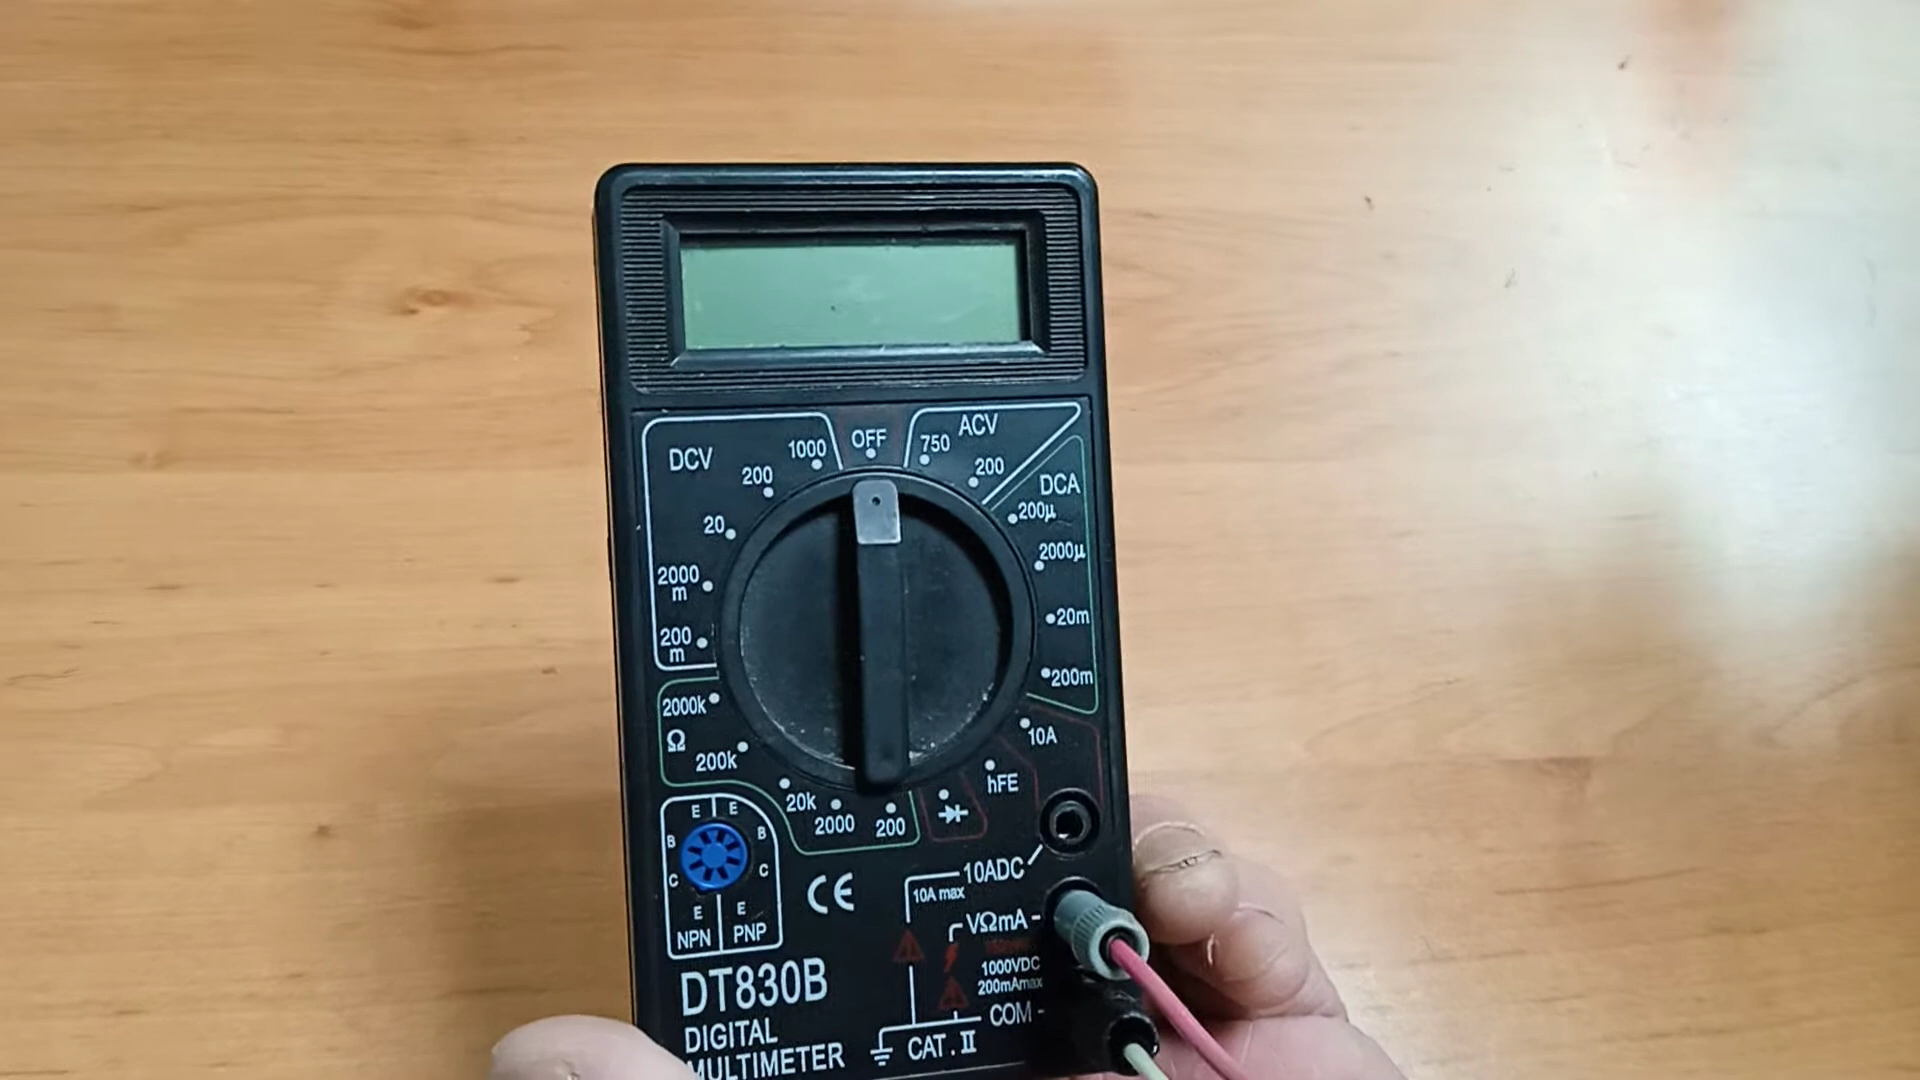 OFF
DCV
1000
200
20
2000
m
200
m
ACV
750
200
DCA
200µ
2000µ
20m
200m
10A
hFE
2000k
Ω
200k
20k
2000
200
E E
B B
C C
E E
NPN PNP
CE
10ADC
10A max
VΩmA
1000VDC
200mAmax
COM
CAT. II
DT830B
DIGITAL
MULTIMETER